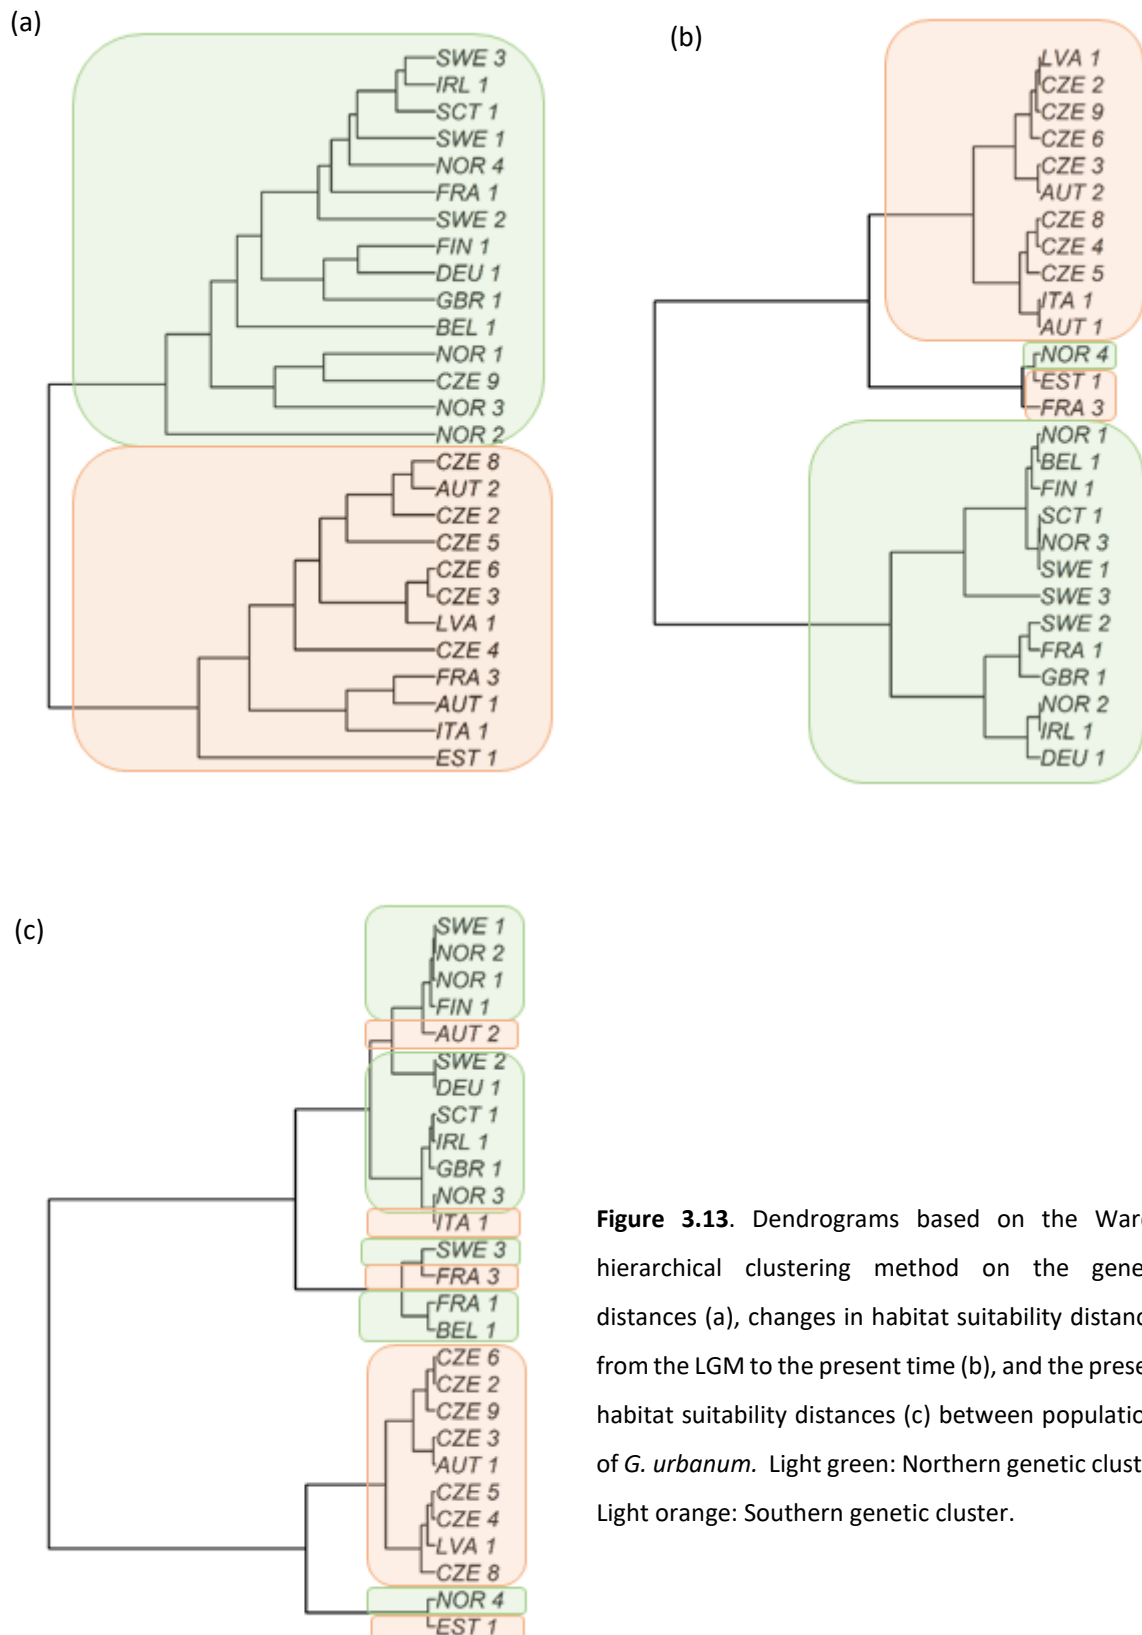 (a)
SWE 3
IRL 1
SCT 1
SWE 1
NOR 4
FRA 1
SWE 2
FIN 1
DEU 1
GBR 1
BEL 1
NOR 1
CZE 9
NOR 3
NOR 2
CZE 8
AUT 2
CZE 2
CZE 5
CZE 6
CZE 3
LVA 1
CZE 4
FRA 3
AUT 1
ITA 1
EST 1
(b)
LVA 1
CZE 2
CZE 9
CZE 6
CZE 3
AUT 2
CZE 8
CZE 4
CZE 5
ITA 1
AUT 1
NOR 4
EST 1
FRA 3
NOR 1
BEL 1
FIN 1
SCT 1
NOR 3
SWE 1
SWE 3
SWE 2
FRA 1
GBR 1
NOR 2
IRL 1
DEU 1
(c)
SWE 1
NOR 2
NOR 1
FIN 1
AUT 2
SWE 2
DEU 1
SCT 1
IRL 1
GBR 1
NOR 3
ITA 1
SWE 3
FRA 3
FRA 1
BEL 1
CZE 6
CZE 2
CZE 9
CZE 3
AUT 1
CZE 5
CZE 4
LVA 1
CZE 8
NOR 4
EST 1
Figure 3.13. Dendrograms based on the War
hierarchical clustering method on the gene
distances (a), changes in habitat suitability distanc
from the LGM to the present time (b), and the prese
habitat suitability distances (c) between population
of G. urbanum. Light green: Northern genetic clust
Light orange: Southern genetic cluster.